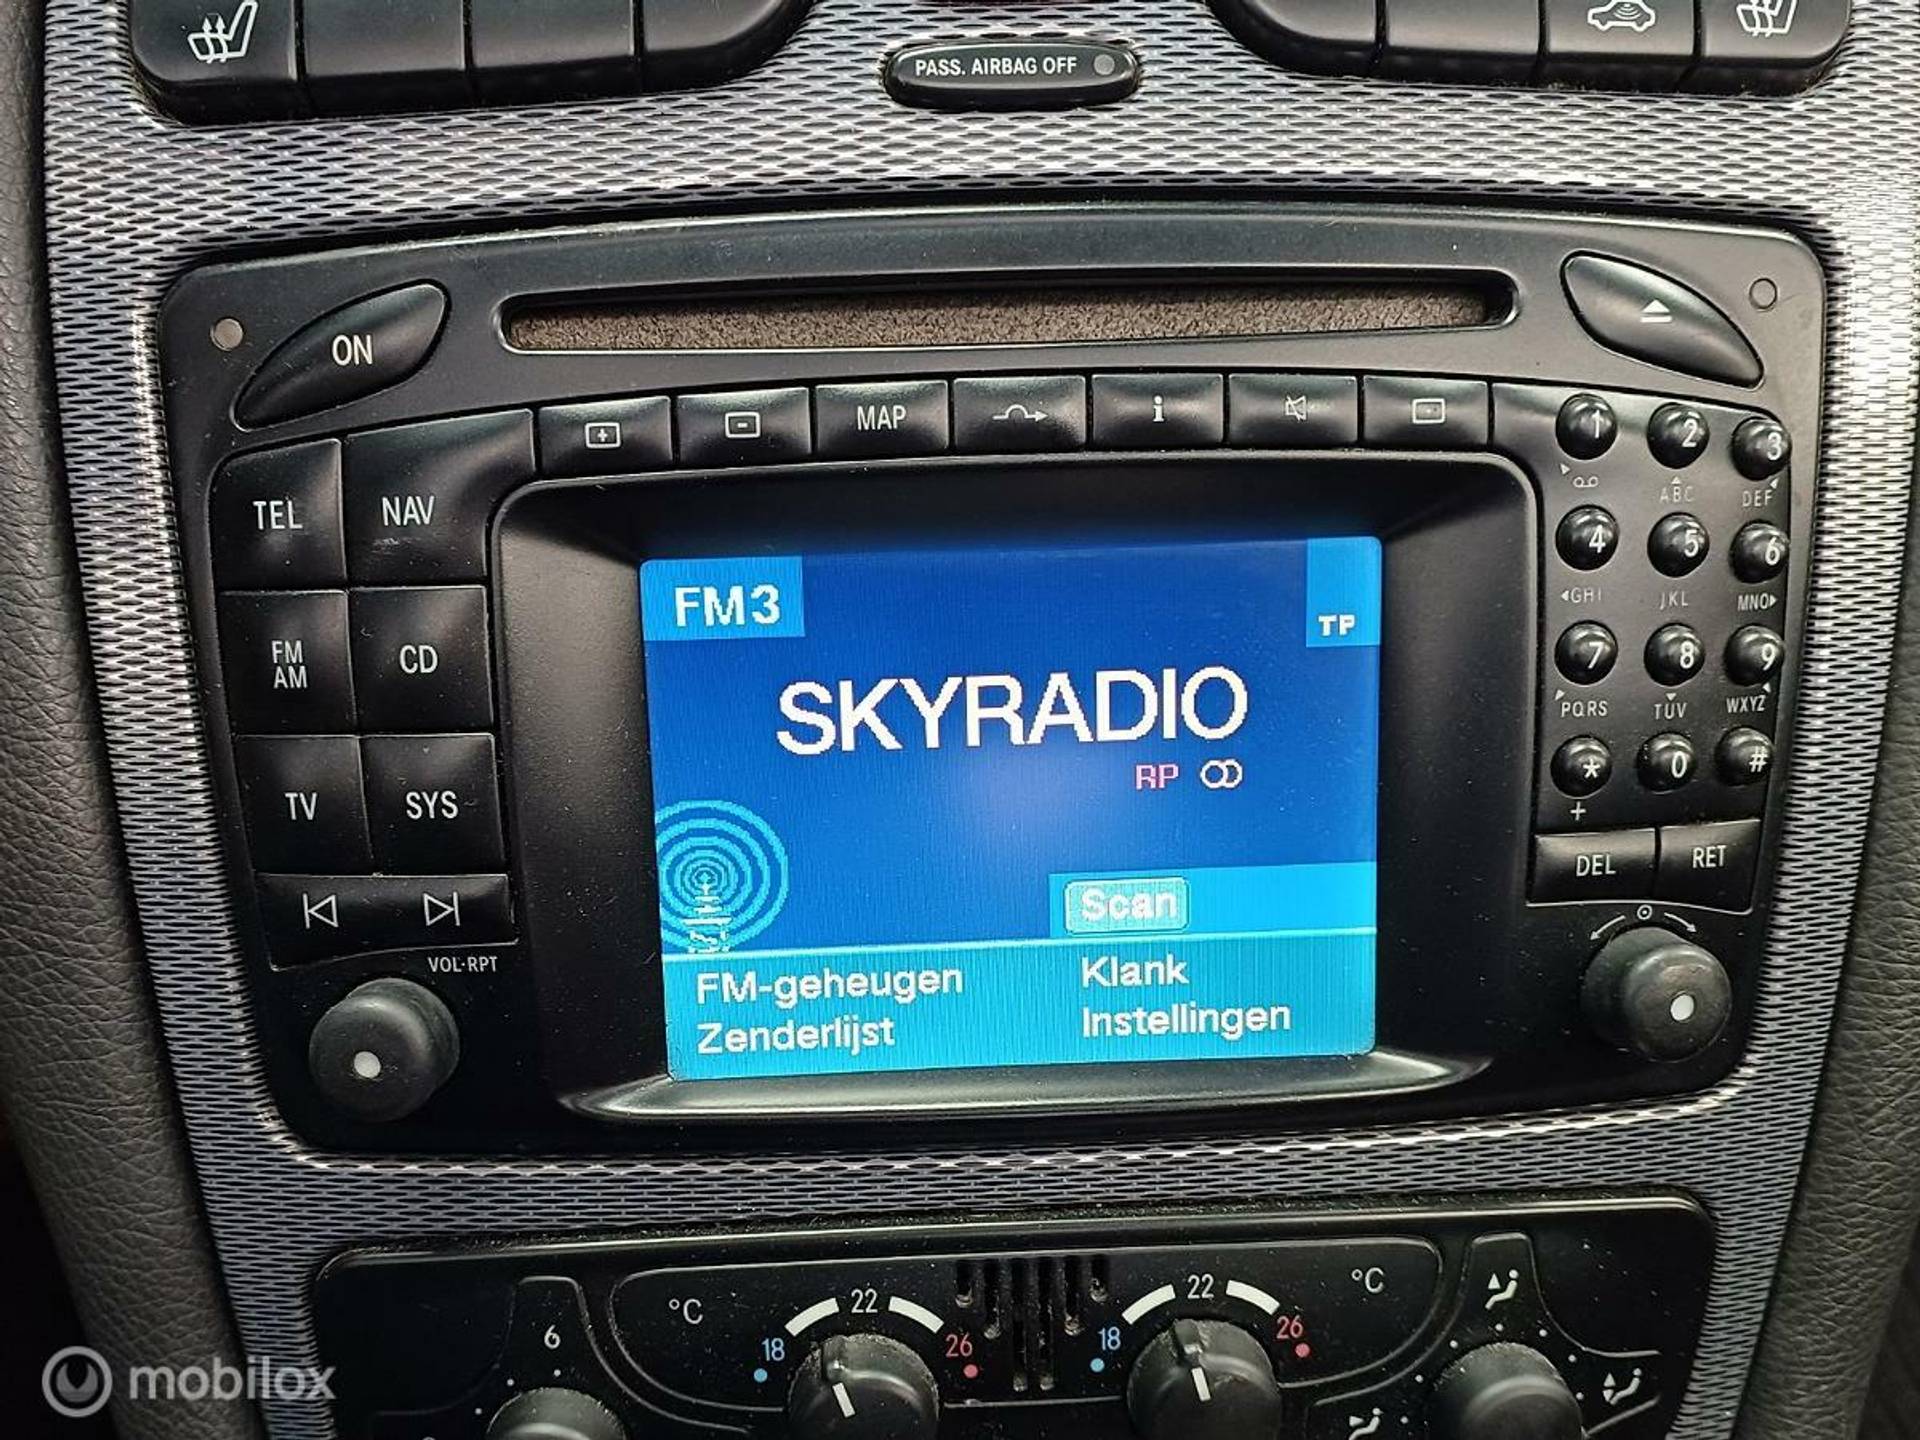 PASS. AIRBAG OFF
ON
MAP
i
TEL NAV
FM AM CD
TV SYS
VOL·RPT
FM3
TP
SKYRADIO
RP
Scan
FM-geheugen Klank
Zenderlijst Instellingen
1 2 3
ABC DEF
4 5 6
GHI JKL MNO
7 8 9
PQRS TUV WXYZ
* 0 #
+
DEL RET
°C 18 22 26
18 22 26 °C
6
mobilox